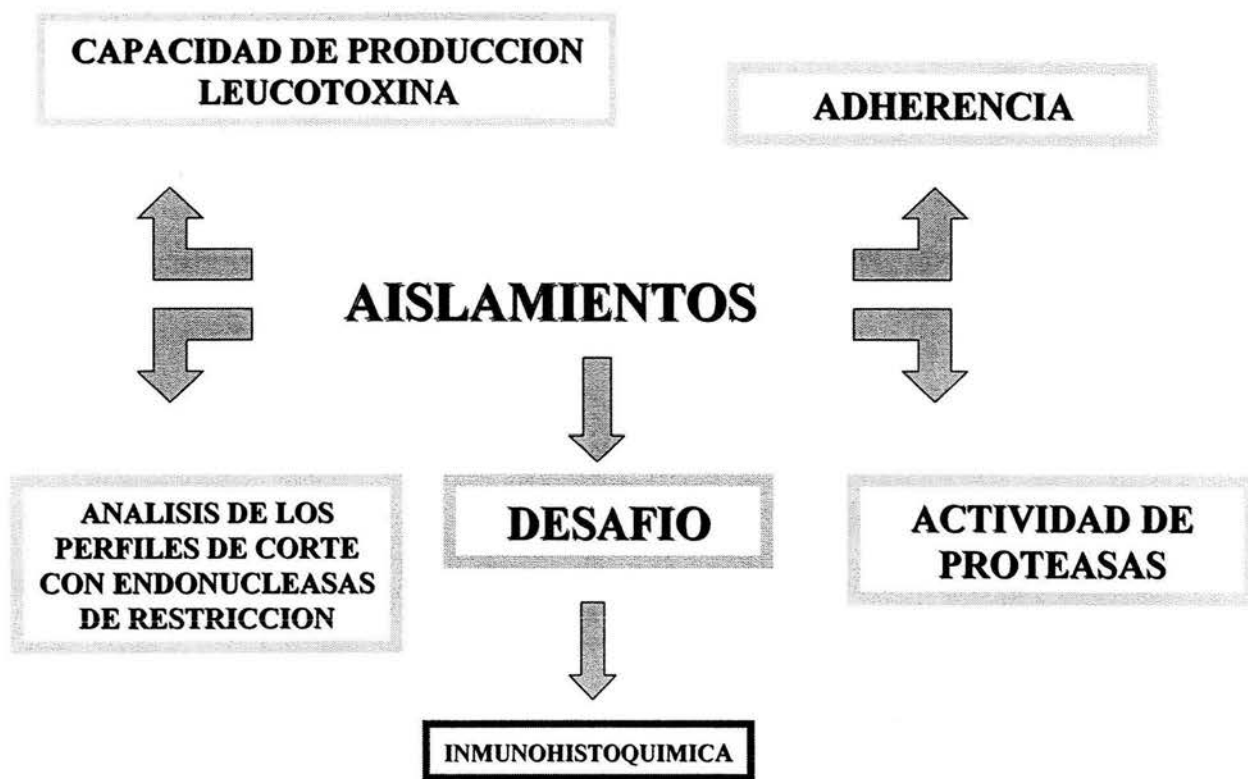 CAPACIDAD DE PRODUCCION
LEUCOTOXINA
ADHERENCIA
AISLAMIENTOS
ANALISIS DE LOS
PERFILES DE CORTE
CON ENDONUCLEASAS
DE RESTRICCION
DESAFIO
ACTIVIDAD DE
PROTEASAS
INMUNOHISTOQUIMICA